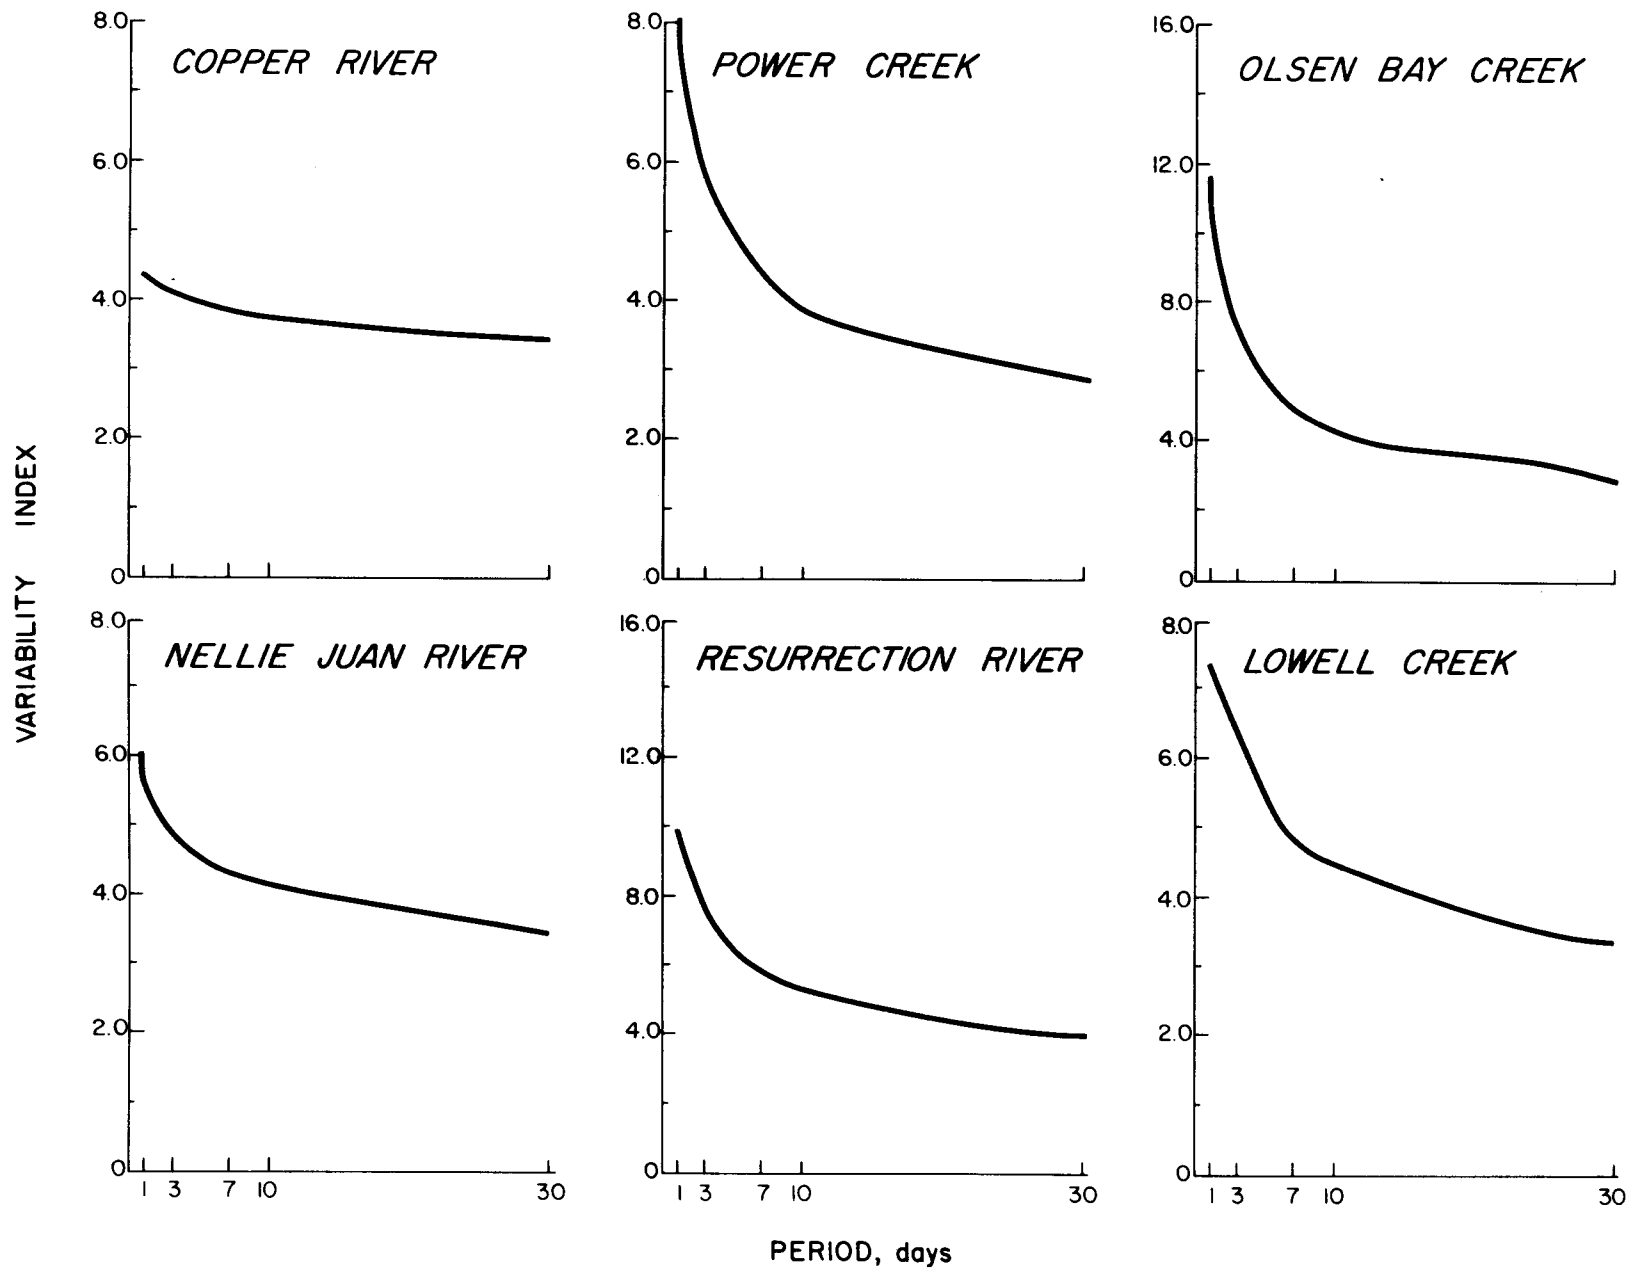 VARIABILITY INDEX
COPPER RIVER
8.0
6.0
4.0
2.0
0
POWER CREEK
8.0
6.0
4.0
2.0
.0
OLSEN BAY CREEK
16.0
12.0
8.0
4.0
0
NELLIE JUAN RIVER
8.0
6.0
4.0
2.0
0
1 3 7 10 30
RESURRECTION RIVER
16.0
12.0
8.0
4.0
0
1 3 7 10 30
LOWELL CREEK
8.0
6.0
4.0
2.0
0
1 3 7 10 30
PERIOD, days